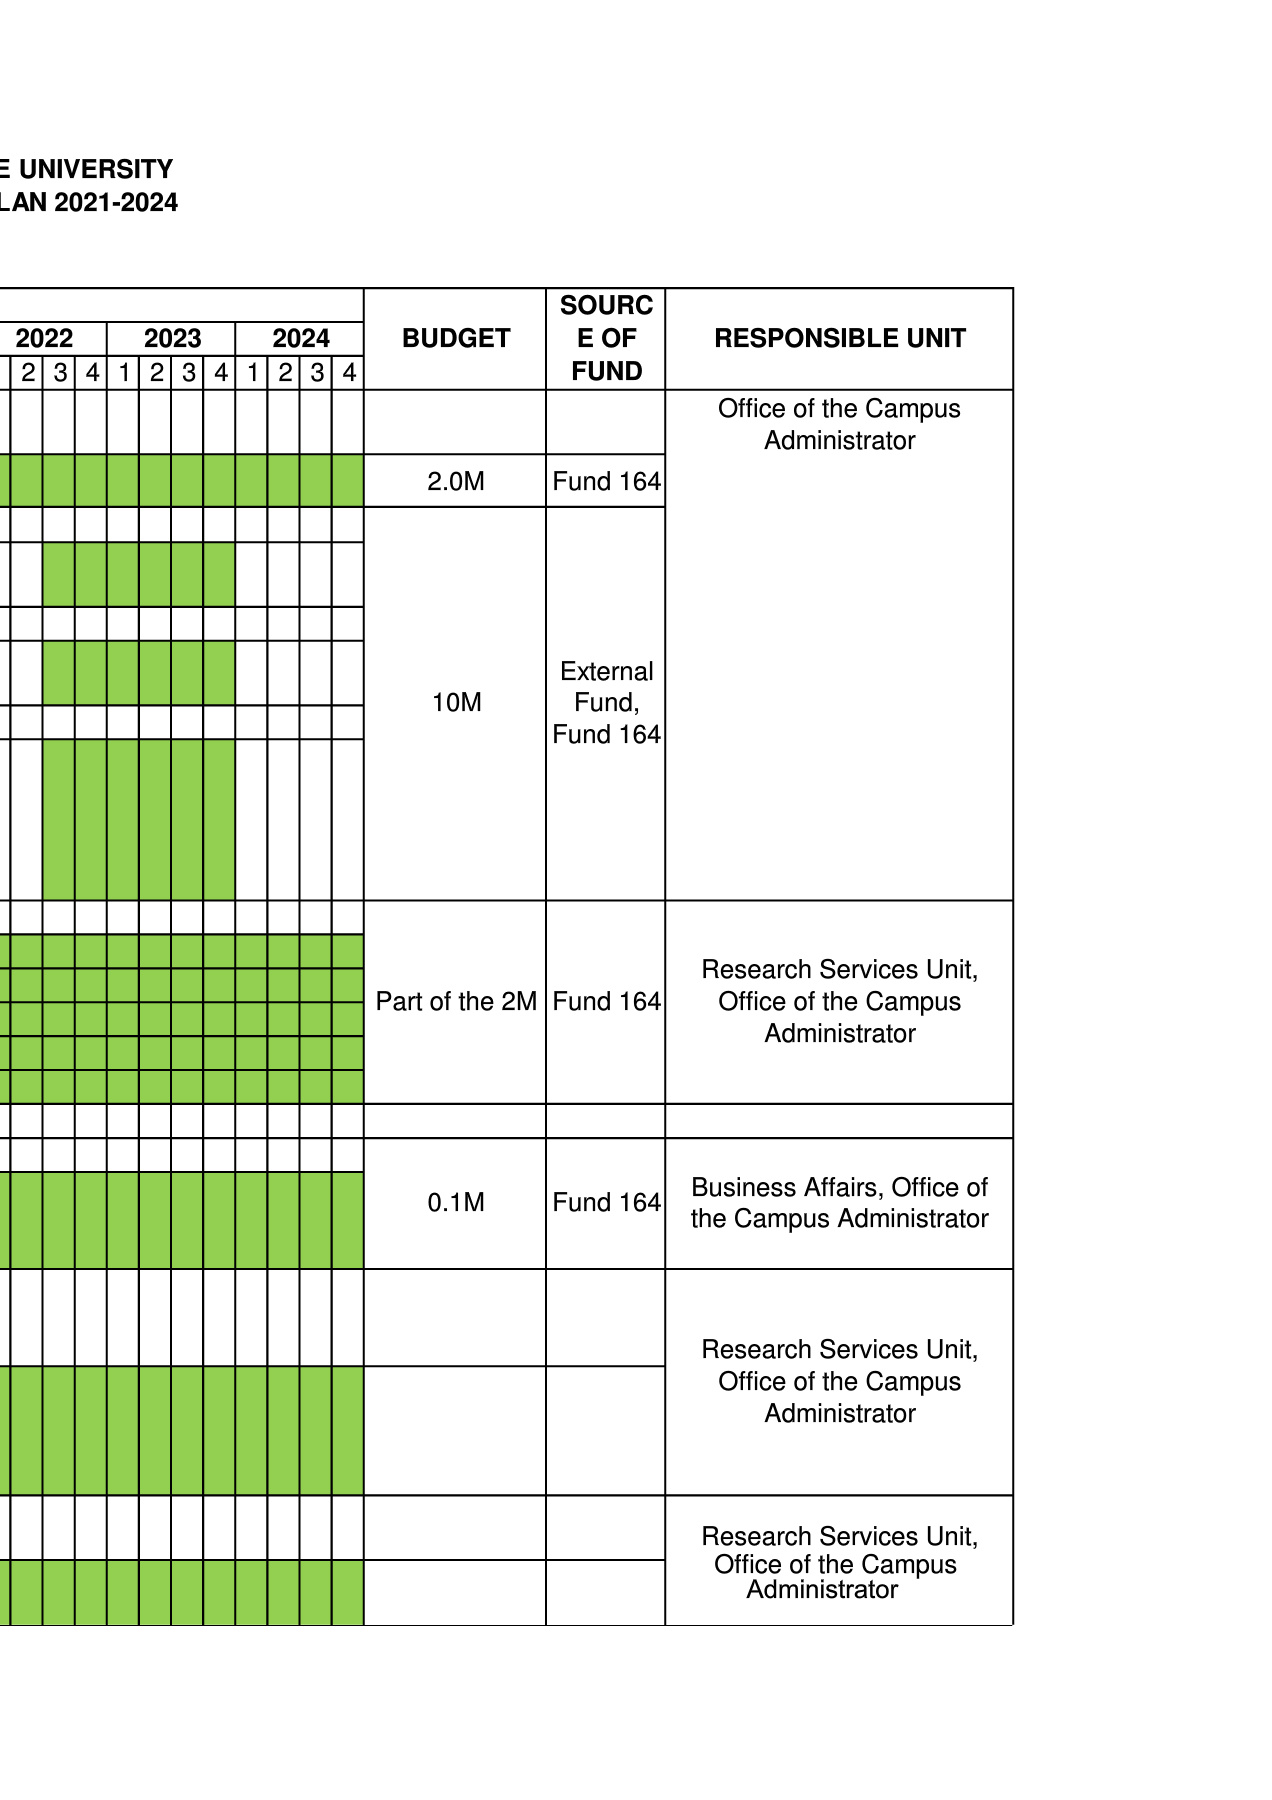 E UNIVERSITY
LAN 2021-2024
BUDGET
SOURC
E OF
FUND
RESPONSIBLE UNIT
2022 2023 2024
2 3 4 1 2 3 4 1 2 3 4
Office of the Campus
Administrator
2.0M
Fund 164
10M
External
Fund,
Fund 164
Part of the 2M
Fund 164
Research Services Unit,
Office of the Campus
Administrator
0.1M
Fund 164
Business Affairs, Office of
the Campus Administrator
Research Services Unit,
Office of the Campus
Administrator
Research Services Unit,
Office of the Campus
Administrator